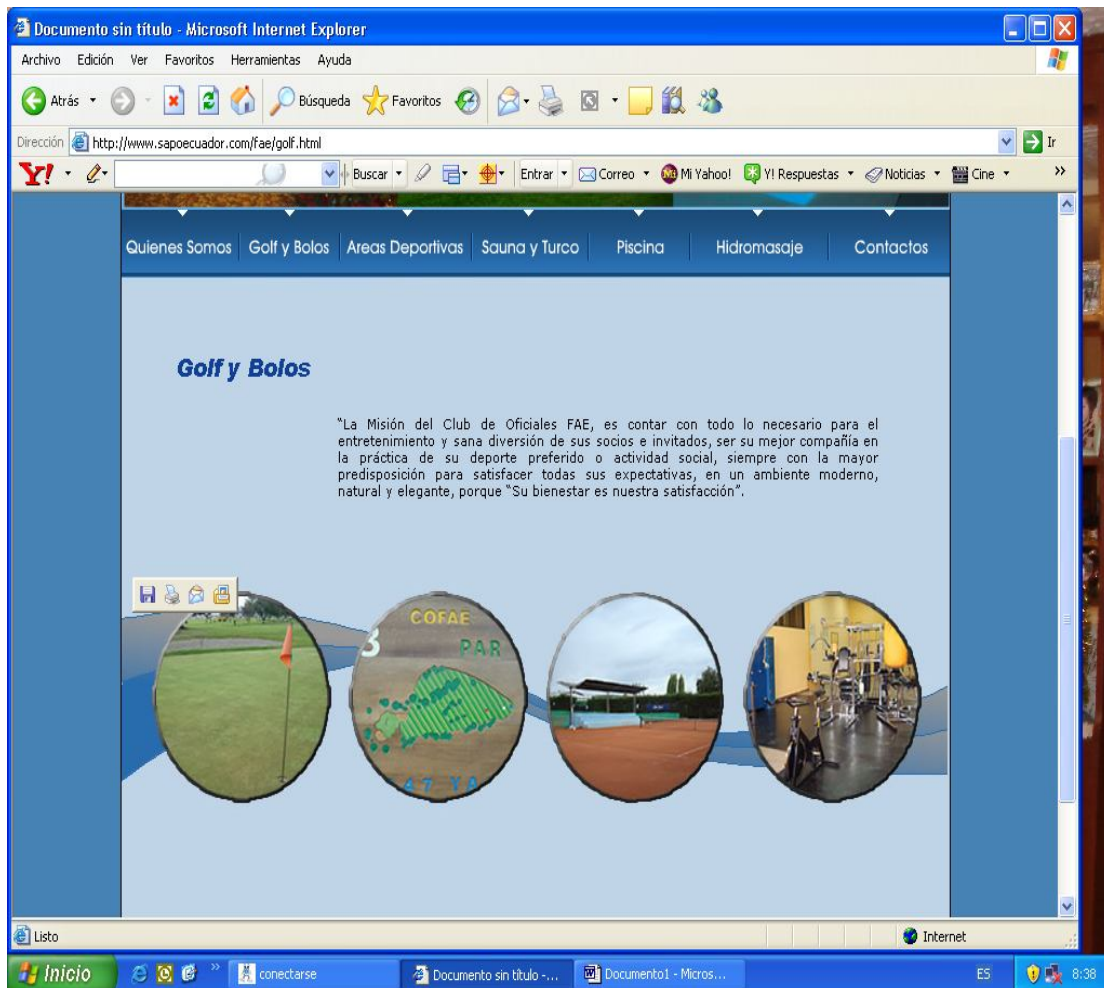 Documento sin título - Microsoft Internet Explorer
Archivo Edición Ver Favoritos Herramientas Ayuda
Atrás Búsqueda Favoritos
Dirección http://www.sapoecuador.com/fae/golf.html Ir
Y! Buscar Entrar Correo Mi Yahoo! Y! Respuestas Noticias Cine »
Quienes Somos Golf y Bolos Areas Deportivas Sauna y Turco Piscina Hidromasaje Contactos
Golf y Bolos
"La Misión del Club de Oficiales FAE, es contar con todo lo necesario para el
entretenimiento y sana diversión de sus socios e invitados, ser su mejor compañía en
la práctica de su deporte preferido o actividad social, siempre con la mayor
predisposición para satisfacer todas sus expectativas, en un ambiente moderno,
natural y elegante, porque "Su bienestar es nuestra satisfacción".
COFAE
3 PAR
47 YA
Listo Internet
Inicio » conectarse Documento sin título -... Documento1 - Micros... ES 8:38